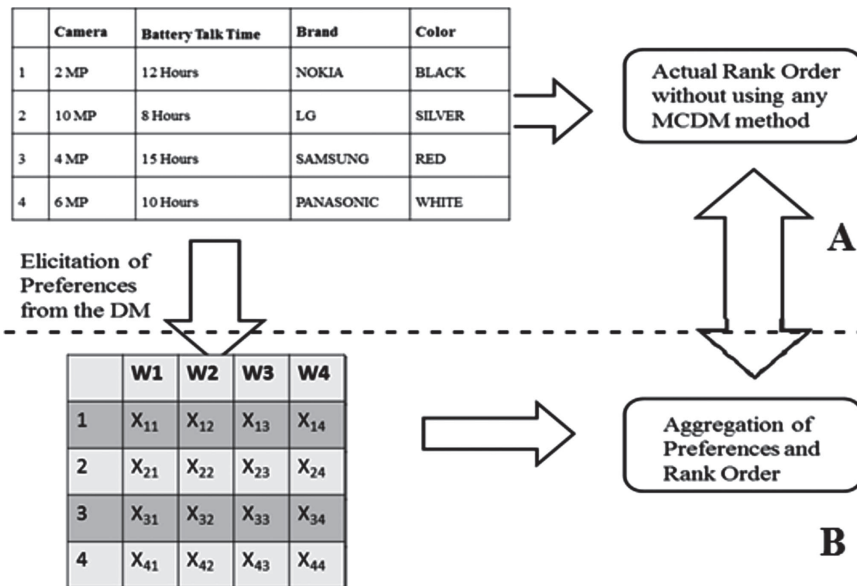 Camera Battery Talk Time Brand Color
1 2 MP 12 Hours NOKIA BLACK
2 10 MP 8 Hours LG SILVER
3 4 MP 15 Hours SAMSUNG RED
4 6 MP 10 Hours PANASONIC WHITE
Actual Rank Order
without using any
MCDM method
A
Elicitation of
Preferences
from the DM
W1 W2 W3 W4
1 X₁₁ X₁₂ X₁₃ X₁₄
2 X₂₁ X₂₂ X₂₃ X₂₄
3 X₃₁ X₃₂ X₃₃ X₃₄
4 X₄₁ X₄₂ X₄₃ X₄₄
Aggregation of
Preferences and
Rank Order
B